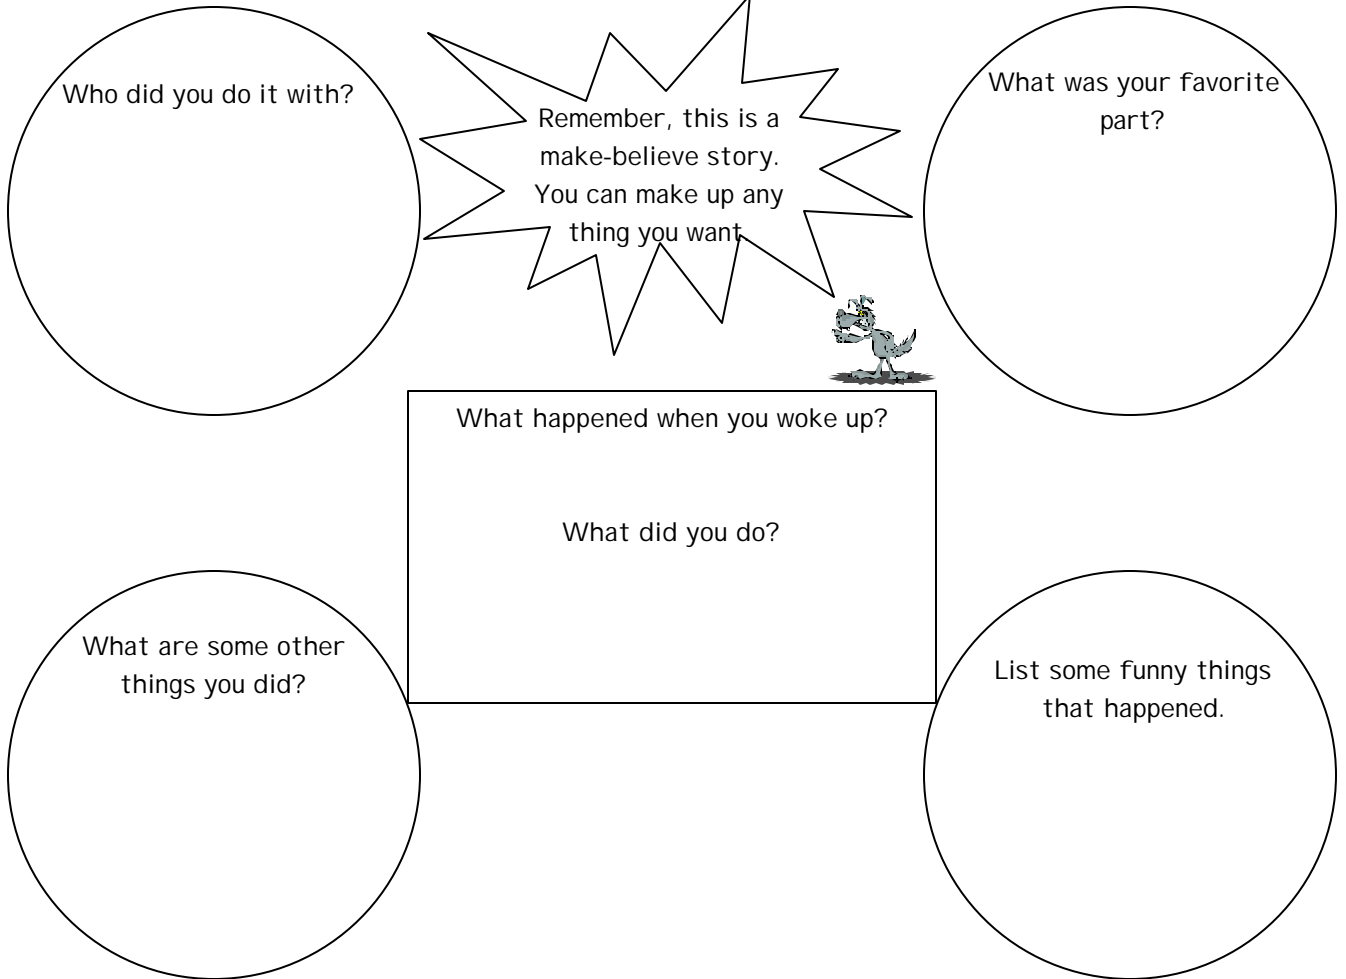 Who did you do it with?
Remember, this is a
make-believe story.
You can make up any
thing you want.
What was your favorite
part?
What happened when you woke up?
What did you do?
What are some other
things you did?
List some funny things
that happened.